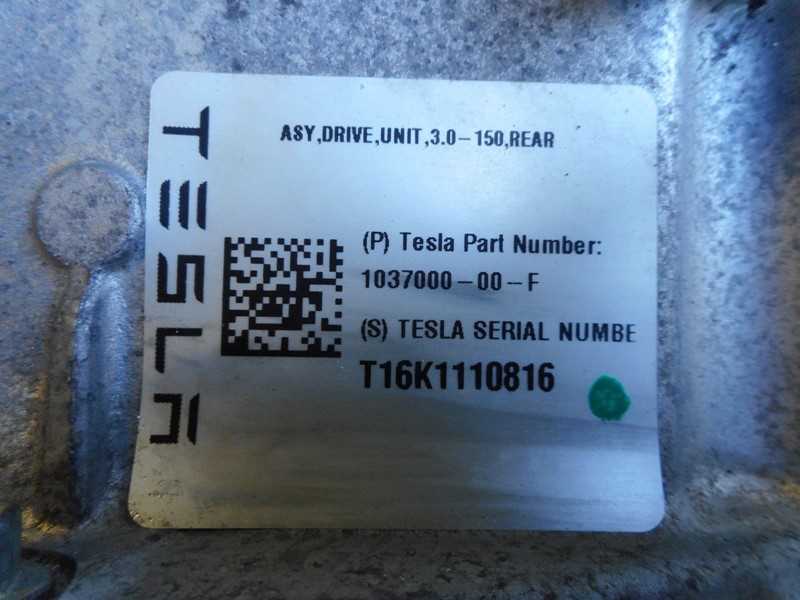 TESLA
ASY,DRIVE,UNIT,3.0-150,REAR
(P) Tesla Part Number:
1037000-00-F
(S) TESLA SERIAL NUMBE
T16K1110816